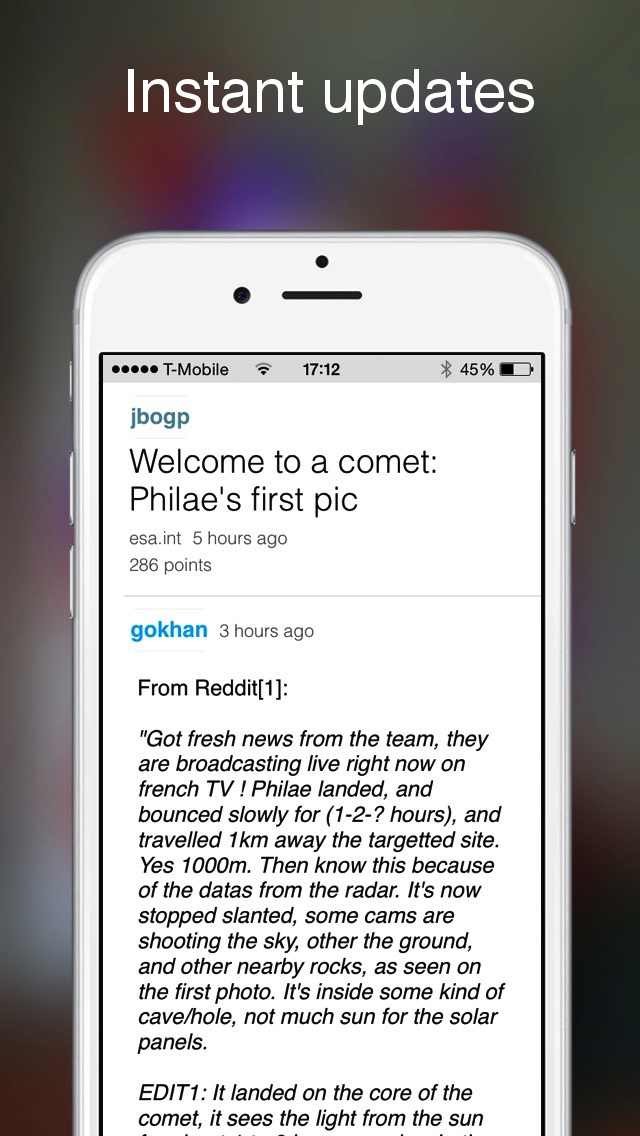 Instant updates
T-Mobile 17:12 45%
jbogp
Welcome to a comet:
Philae's first pic
esa.int 5 hours ago
286 points
gokhan 3 hours ago
From Reddit[1]:
"Got fresh news from the team, they
are broadcasting live right now on
french TV ! Philae landed, and
bounced slowly for (1-2-? hours), and
travelled 1km away the targetted site.
Yes 1000m. Then know this because
of the datas from the radar. It's now
stopped slanted, some cams are
shooting the sky, other the ground,
and other nearby rocks, as seen on
the first photo. It's inside some kind of
cave/hole, not much sun for the solar
panels.
EDIT1: It landed on the core of the
comet, it sees the light from the sun